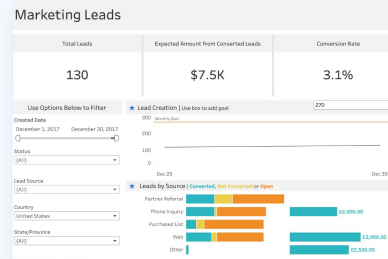 Marketing Leads
Total Leads
Expected Amount from Converted Leads
Conversion Rate
130
$7.5K
3.1%
Use Options Below to Filter
★ Lead Creation | Use box to add goal
270
Created Date
December 1, 2017
December 30, 2017
Status
(All)
Lead Source
(All)
Country
United States
State/Province
(All)
300
Monthly Goal
200
100
0
Dec 29
Dec 30
★ Leads by Source | Converted, Not Converted or Open
Partner Referral
Phone Inquiry
£2,000.00
Purchased List
Web
£3,000.00
Other
£2,500.00